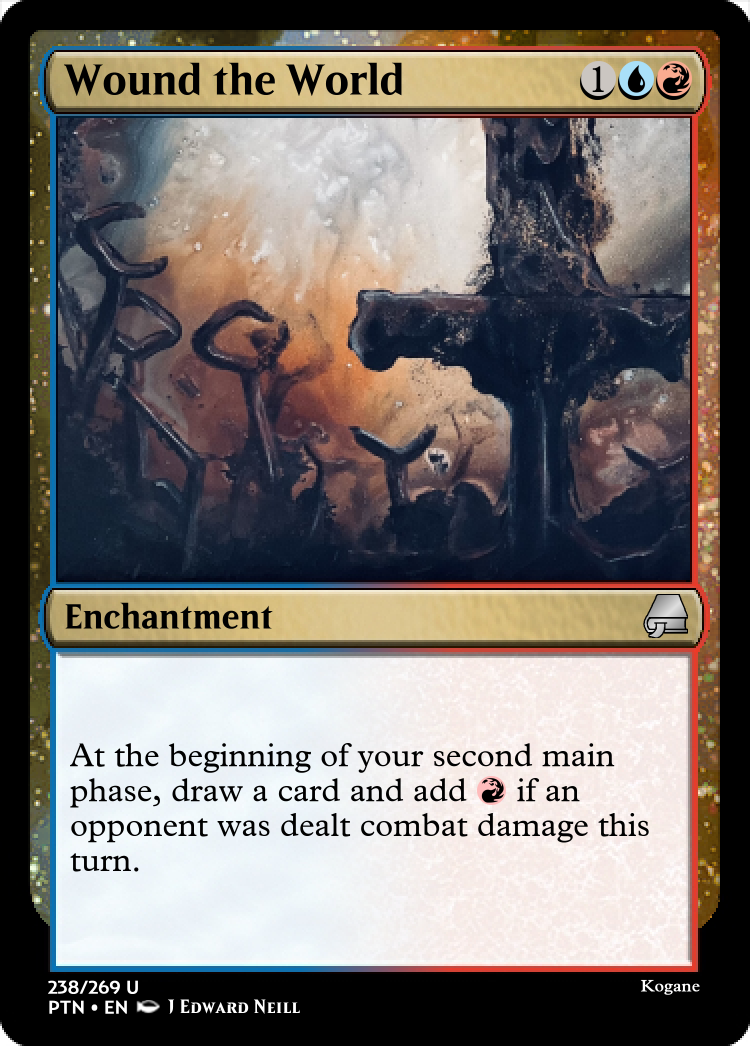 Wound the World 1
Enchantment
At the beginning of your second main
phase, draw a card and add if an
opponent was dealt combat damage this
turn.
238/269 U
Kogane
PTN • EN J Edward Neill